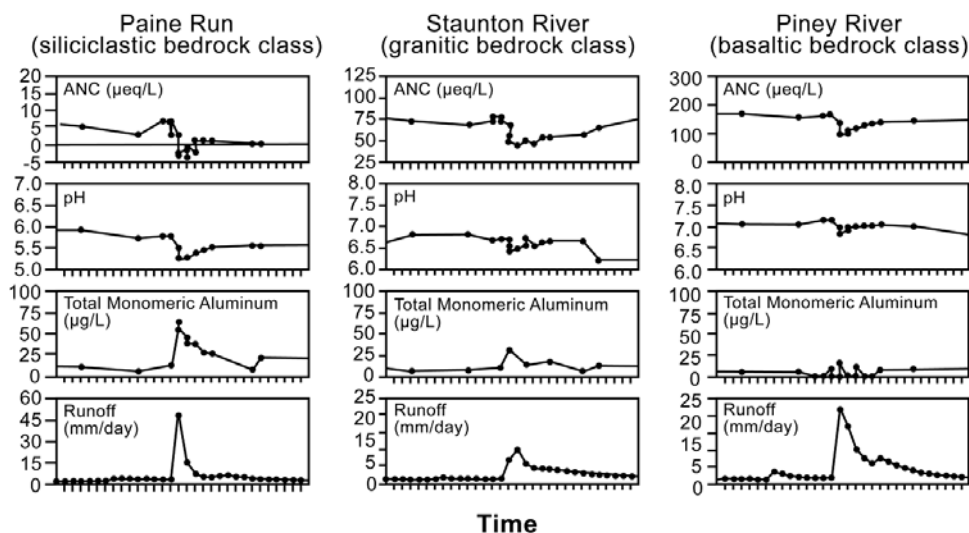 Paine Run
(siliciclastic bedrock class)
Staunton River
(granitic bedrock class)
Piney River
(basaltic bedrock class)
20
15
10
5
0
-5
ANC (µeq/L)
125
100
75
50
25
ANC (µeq/L)
300
200
100
0
ANC (µeq/L)
7.0
6.5
6.0
5.5
5.0
pH
8.0
7.5
7.0
6.5
6.0
pH
8.0
7.5
7.0
6.5
6.0
pH
100
75
50
25
0
Total Monomeric Aluminum
(µg/L)
100
75
50
25
0
Total Monomeric Aluminum
(µg/L)
100
75
50
25
0
Total Monomeric Aluminum
(µg/L)
60
45
30
15
0
Runoff
(mm/day)
25
20
15
10
5
0
Runoff
(mm/day)
25
20
15
10
5
0
Runoff
(mm/day)
Time